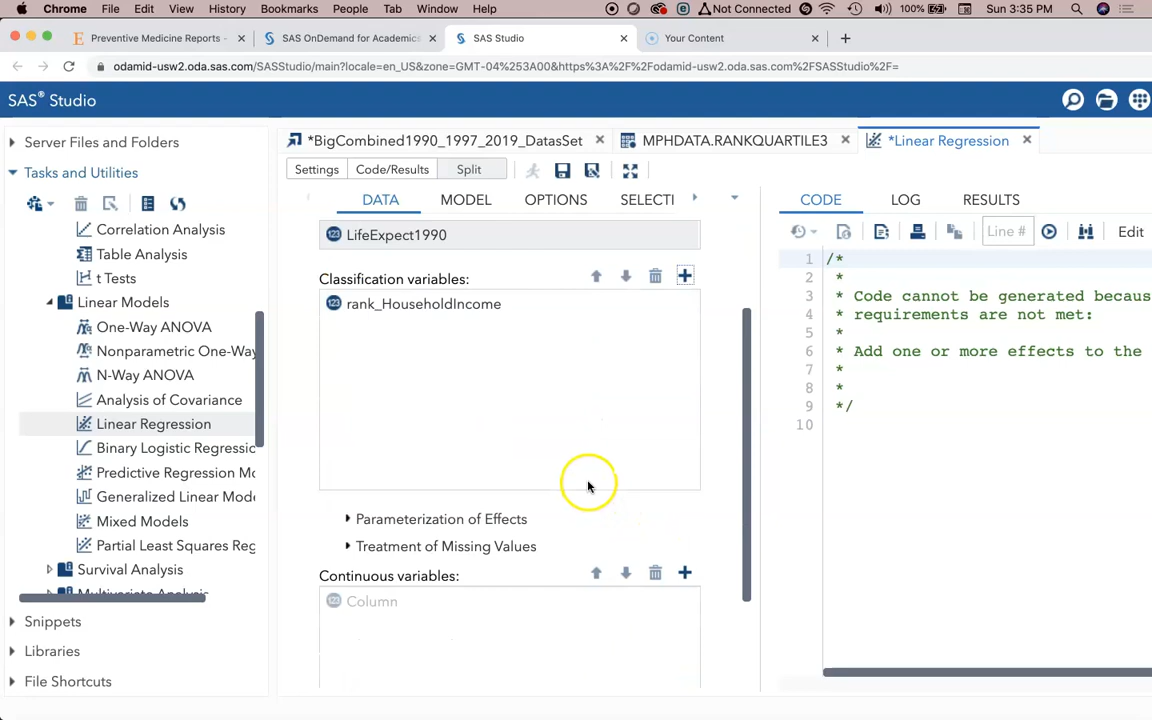 Chrome File Edit View History Bookmarks People Tab Window Help Not Connected 100% Sun 3:35 PM
Preventive Medicine Reports - × SAS OnDemand for Academics × SAS Studio × Your Content × +
odamid-usw2.oda.sas.com/SASStudio/main?locale=en_US&zone=GMT-04%253A00&https%3A%2F%2Fodamid-usw2.oda.sas.com%2FSASStudio%2F=
SAS® Studio
Server Files and Folders
Tasks and Utilities
Correlation Analysis
Table Analysis
t Tests
Linear Models
One-Way ANOVA
Nonparametric One-Way
N-Way ANOVA
Analysis of Covariance
Linear Regression
Binary Logistic Regressic
Predictive Regression Mo
Generalized Linear Mode
Mixed Models
Partial Least Squares Reg
Survival Analysis
Multivariate Analysis
Snippets
Libraries
File Shortcuts
*BigCombined1990_1997_2019_DatasSet × MPHDATA.RANKQUARTILE3 × *Linear Regression ×
Settings Code/Results Split
DATA MODEL OPTIONS SELECTI
123 LifeExpect1990
Classification variables:
123 rank_HouseholdIncome
Parameterization of Effects
Treatment of Missing Values
Continuous variables:
123 Column
CODE LOG RESULTS
Line # Edit
1 /*
2 *
3 * Code cannot be generated becaus
4 * requirements are not met:
5 *
6 * Add one or more effects to the
7 *
8 *
9 */
10